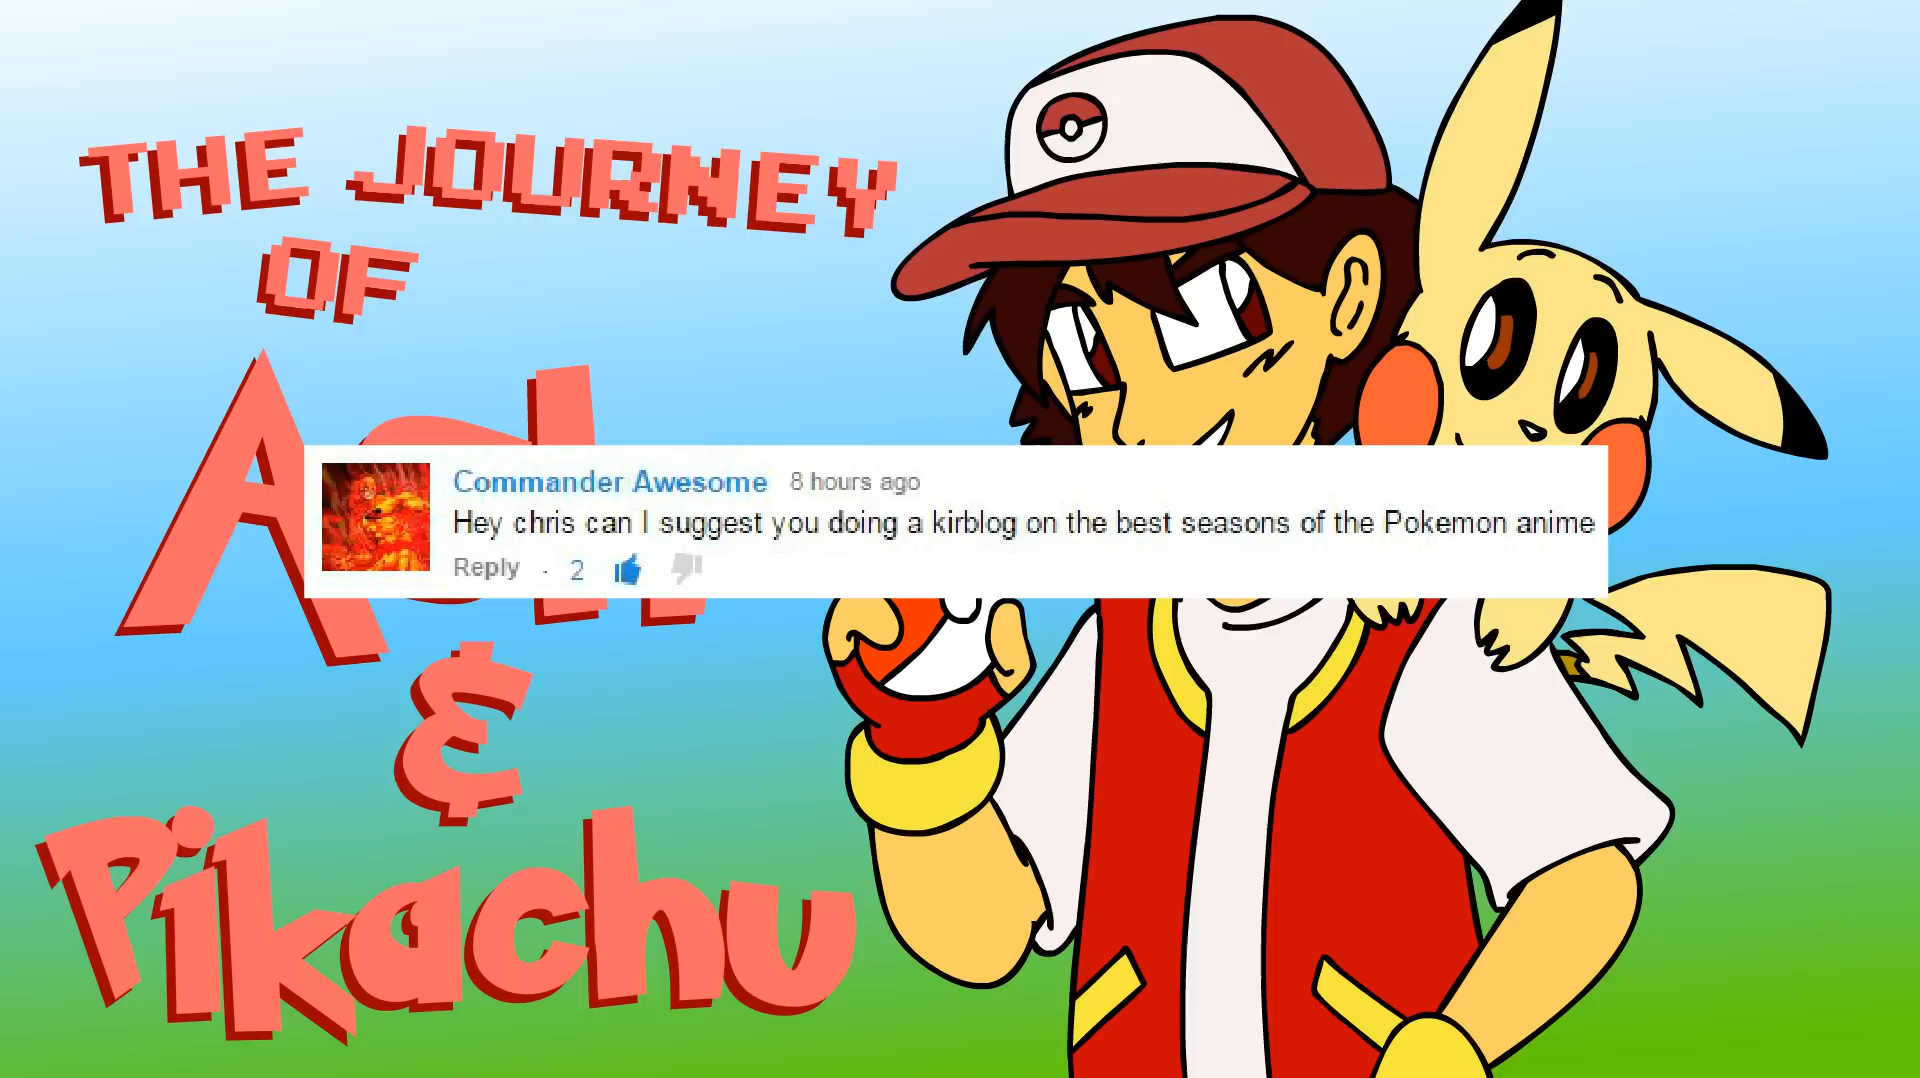 THE JOURNEY
OF
Ash
&
Pikachu
Commander Awesome 8 hours ago
Hey chris can I suggest you doing a kirblog on the best seasons of the Pokemon anime
Reply · 2